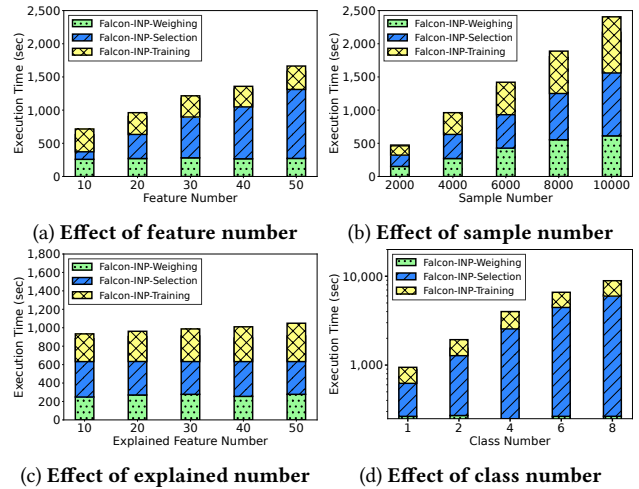 2,500
2,000
1,500
1,000
500
0
Execution Time (sec)
Falcon-INP-Weighing
Falcon-INP-Selection
Falcon-INP-Training
10 20 30 40 50
Feature Number
(a) Effect of feature number
2,500
2,000
1,500
1,000
500
0
Execution Time (sec)
Falcon-INP-Weighing
Falcon-INP-Selection
Falcon-INP-Training
2000 4000 6000 8000 10000
Sample Number
(b) Effect of sample number
1,800
1,600
1,400
1,200
1,000
800
600
400
200
0
Execution Time (sec)
Falcon-INP-Weighing
Falcon-INP-Selection
Falcon-INP-Training
10 20 30 40 50
Explained Feature Number
(c) Effect of explained number
10,000
1,000
Execution Time (sec)
Falcon-INP-Weighing
Falcon-INP-Selection
Falcon-INP-Training
1 2 4 6 8
Class Number
(d) Effect of class number